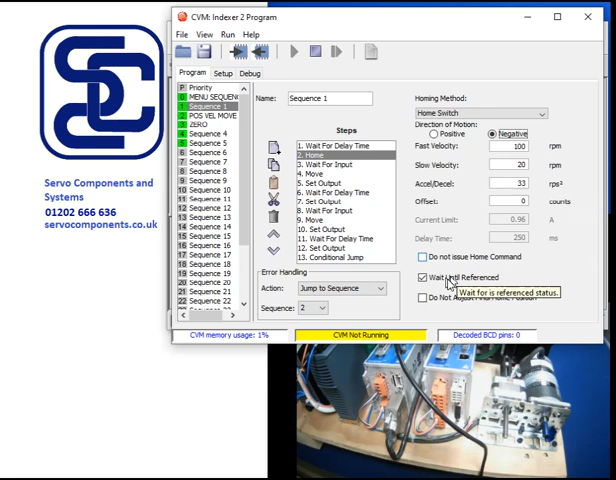 CVM: Indexer 2 Program
File View Run Help
Program Setup Debug
P Priority
0 MENU SEQUENC
1 Sequence 1
2 POS VEL MOVE
3 ZERO
4 Sequence 4
5 Sequence 5
6 Sequence 6
7 Sequence 7
8 Sequence 8
9 Sequence 9
10 Sequence 10
11 Sequence 11
12 Sequence 12
13 Sequence 13
14 Sequence 14
15 Sequence 15
16 Sequence 16
17 Sequence 17
18 Sequence 18
19 Sequence 19
20 Sequence 20
21 Sequence 21
22 Sequence 22
Name: Sequence 1
Steps
1. Wait For Delay Time
2. Home
3. Wait For Input
4. Move
5. Set Output
6. Wait For Delay Time
7. Set Output
8. Wait For Input
9. Move
10. Set Output
11. Wait For Delay Time
12. Set Output
13. Conditional Jump
Error Handling
Action: Jump to Sequence
Sequence: 2
Homing Method:
Home Switch
Direction of Motion:
Positive Negative
Fast Velocity: 100 rpm
Slow Velocity: 20 rpm
Accel/Decel: 33 rps²
Offset: 0 counts
Current Limit: 0.96 A
Delay Time: 250 ms
Do not issue Home Command
Wait Until Referenced
Wait for is referenced status.
Do Not Adjust
CVM memory usage: 1% CVM Not Running Decoded BCD pins: 0
SCS
Servo Components and
Systems
01202 666 636
servocomponents.co.uk